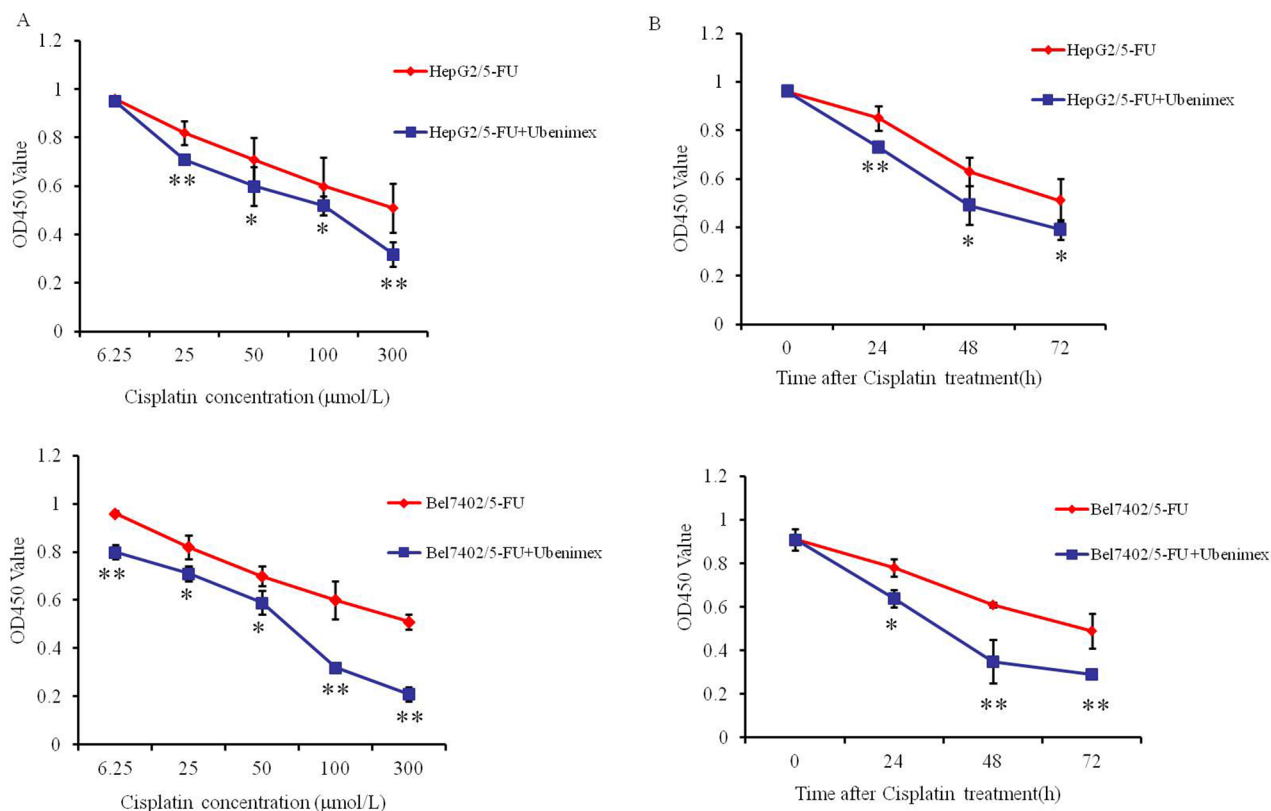 A
1.2
1
0.8
0.6
0.4
0.2
0
OD450 Value
HepG2/5-FU
HepG2/5-FU+Ubenimex
**
*
*
**
6.25 25 50 100 300
Cisplatin concentration (μmol/L)
B
1.2
1
0.8
0.6
0.4
0.2
0
OD450 Value
HepG2/5-FU
HepG2/5-FU+Ubenimex
**
*
*
0 24 48 72
Time after Cisplatin treatment(h)
1.2
1
0.8
0.6
0.4
0.2
0
OD450 Value
Bel7402/5-FU
Bel7402/5-FU+Ubenimex
**
*
*
**
**
6.25 25 50 100 300
Cisplatin concentration (μmol/L)
1.2
1
0.8
0.6
0.4
0.2
0
OD450 Value
Bel7402/5-FU
Bel7402/5-FU+Ubenimex
*
**
**
0 24 48 72
Time after Cisplatin treatment(h)